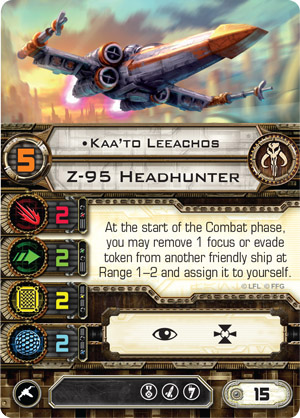 •Kaa'to Leeachos
5
Z-95 Headhunter
2
2
2
2
At the start of the Combat phase,
you may remove 1 focus or evade
token from another friendly ship at
Range 1–2 and assign it to yourself.
©LFL ©FFG
15